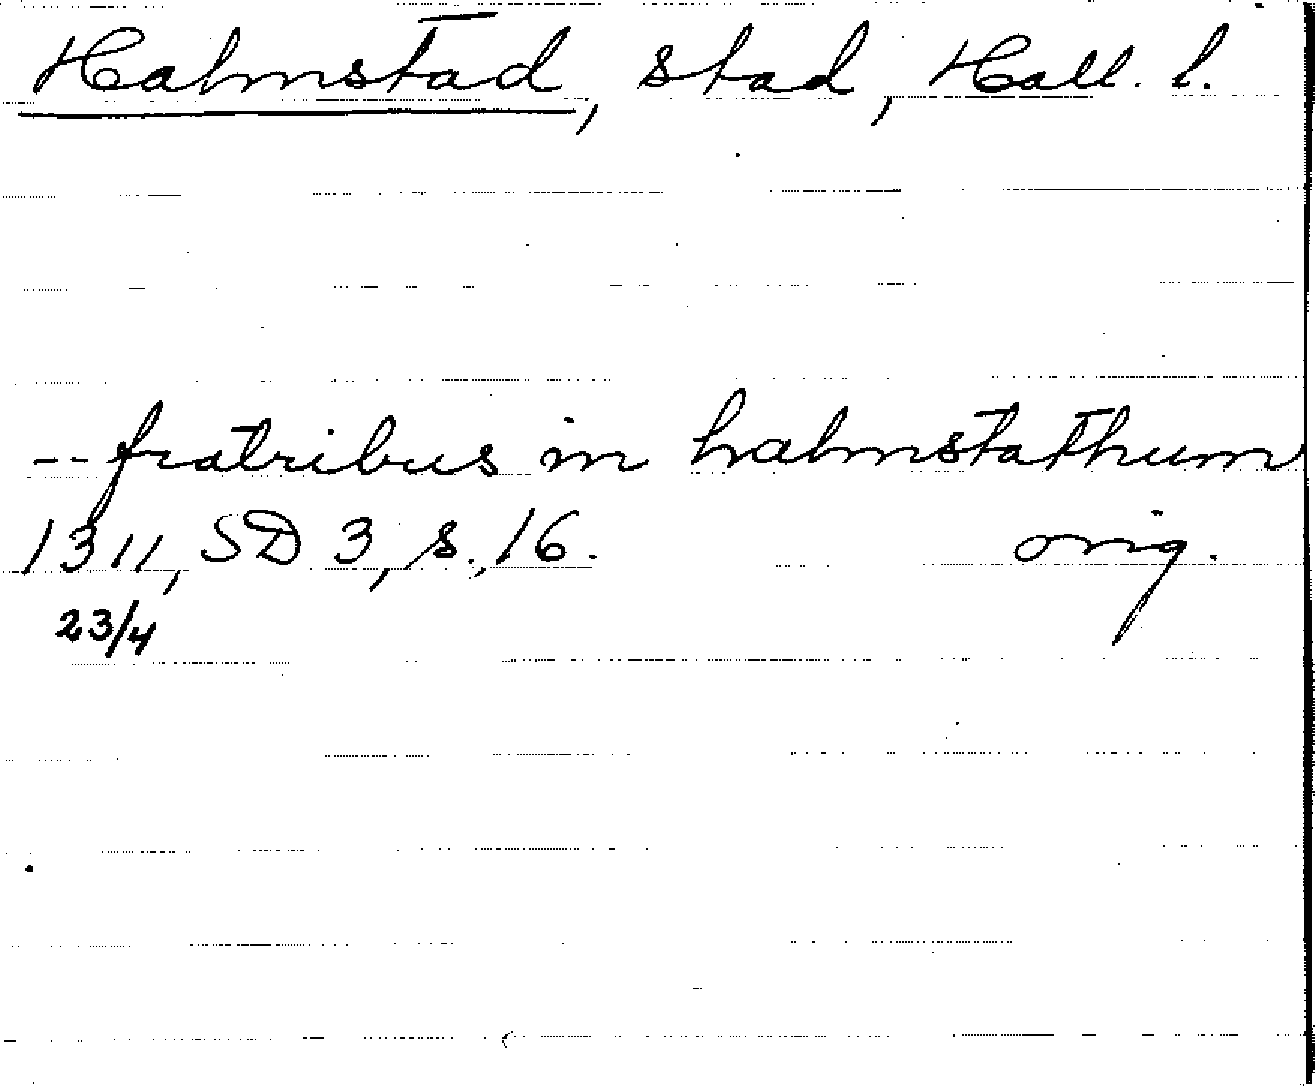 Halmstad, stad, Hall. l.
-- fratribus in halmstathum
1311, SD 3, s. 16. orig.
23/4